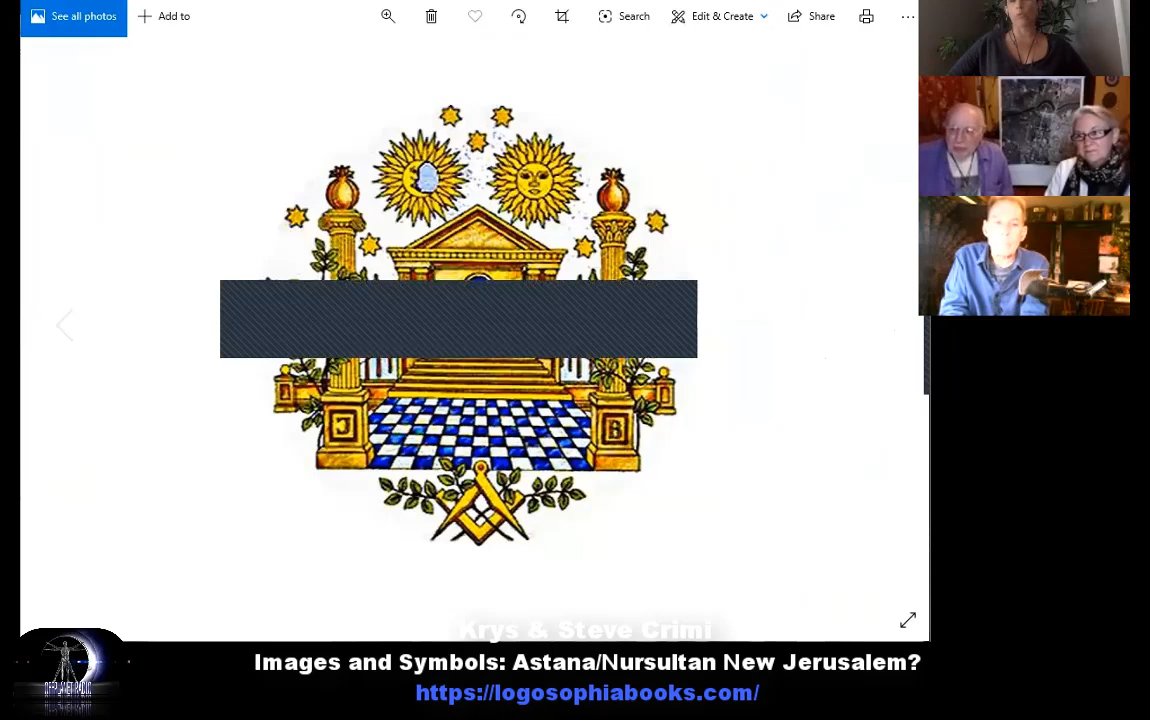 See all photos
Add to
Search
Edit & Create
Share
J
B
Krys & Steve Crimi
Images and Symbols: Astana/Nursultan New Jerusalem?
https://logosophiabooks.com/